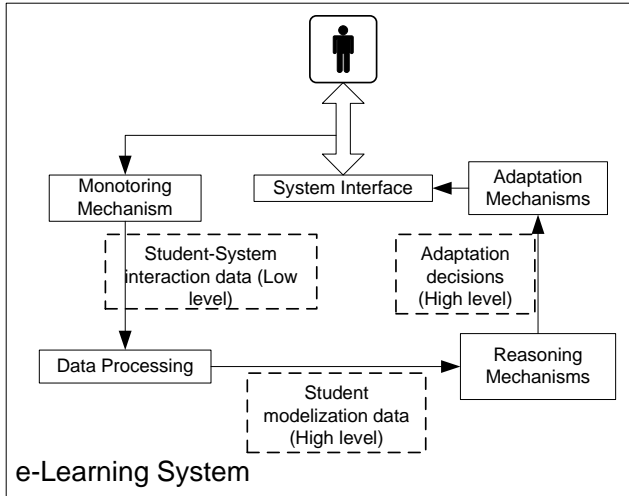 Monotoring
Mechanism
System Interface
Adaptation
Mechanisms
Student-System
interaction data (Low
level)
Adaptation
decisions
(High level)
Data Processing
Reasoning
Mechanisms
Student
modelization data
(High level)
e-Learning System